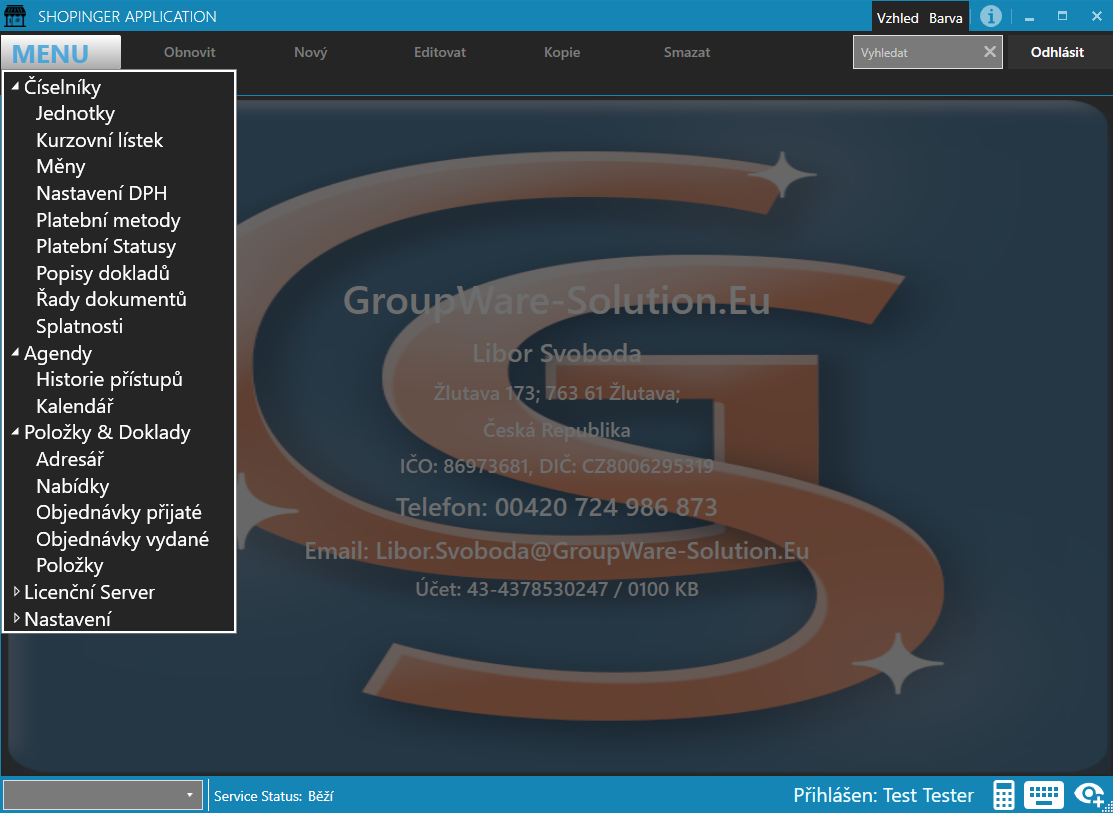 SHOPINGER APPLICATION
Vzhled Barva
MENU
Obnovit
Nový
Editovat
Kopie
Smazat
Vyhledat
Odhlásit
Číselníky
Jednotky
Kurzovní lístek
Měny
Nastavení DPH
Platební metody
Platební Statusy
Popisy dokladů
Řady dokumentů
Splatnosti
Agendy
Historie přístupů
Kalendář
Položky & Doklady
Adresář
Nabídky
Objednávky přijaté
Objednávky vydané
Položky
Licenční Server
Nastavení
GroupWare-Solution.Eu
Libor Svoboda
Žlutava 173; 763 61 Žlutava;
Česká Republika
IČO: 86973681, DIČ: CZ8006295319
Telefon: 00420 724 986 873
Email: Libor.Svoboda@GroupWare-Solution.Eu
Účet: 43-4378530247 / 0100 KB
Service Status: Běží
Přihlášen: Test Tester